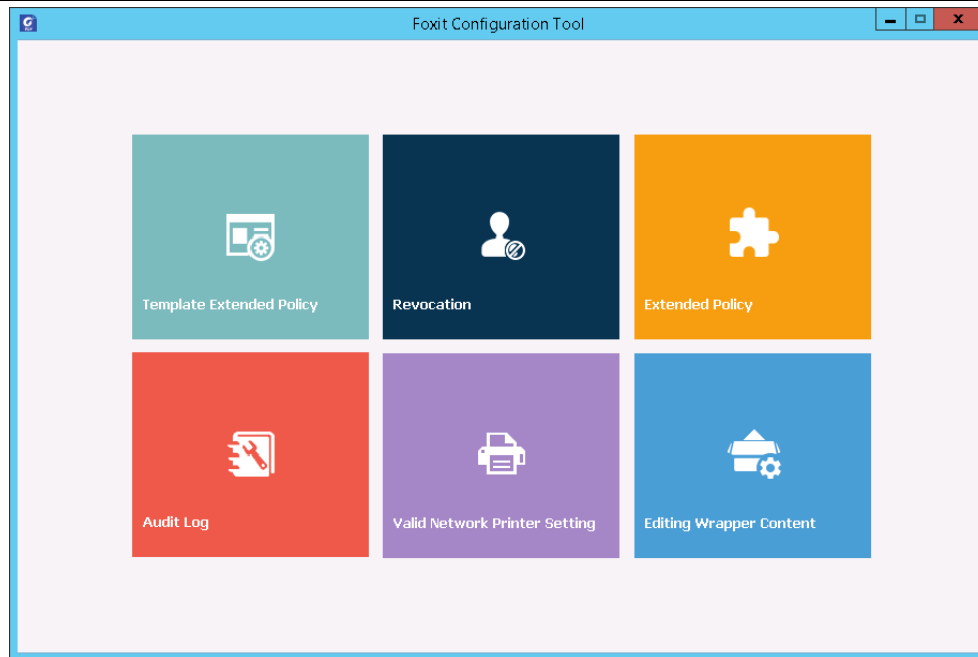 Foxit Configuration Tool
Template Extended Policy
Revocation
Extended Policy
Audit Log
Valid Network Printer Setting
Editing Wrapper Content